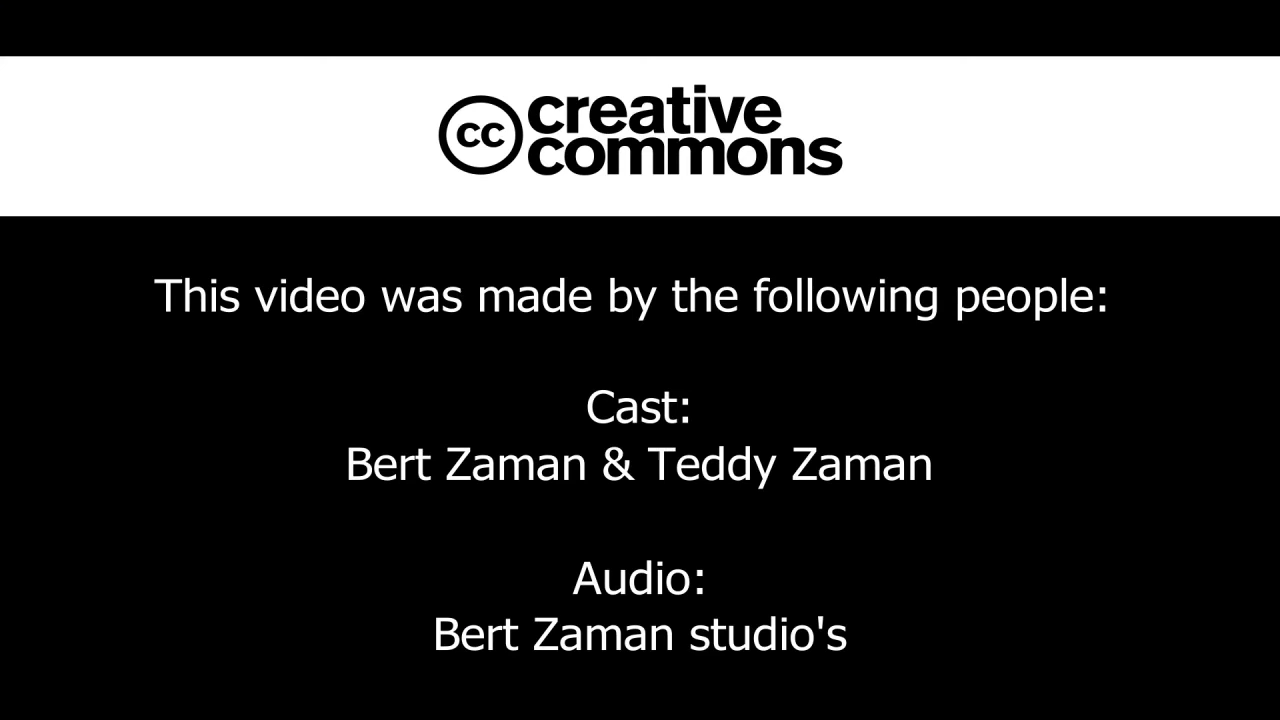 cc creative
commons
This video was made by the following people:
Cast:
Bert Zaman & Teddy Zaman
Audio:
Bert Zaman studio's